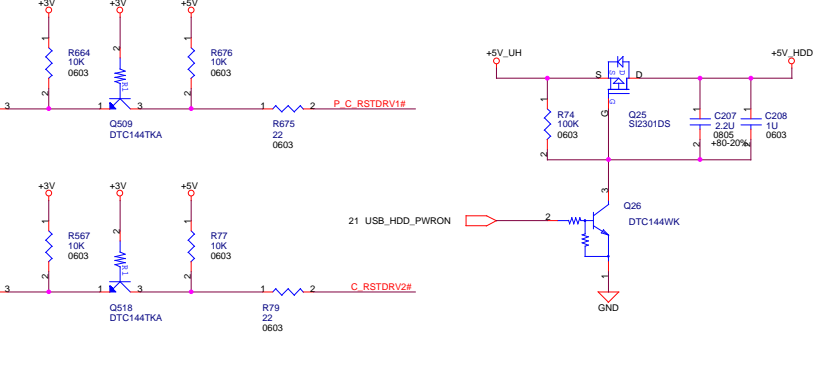 +3V
+3V
+5V
1
2
1
R664
10K
0603
R1
R676
10K
0603
2
2
3
1
3
1
2
P_C_RSTDRV1#
Q509
DTC144TKA
R675
22
0603
+5V_UH
+5V_HDD
S
S
D
D
G
G
1
R74
100K
0603
2
Q25
SI2301DS
1
C207
2.2U
0805
+80-20%
2
1
C208
1U
0603
2
+3V
+3V
+5V
1
2
1
R567
10K
0603
R1
R77
10K
0603
2
2
3
1
3
1
2
C_RSTDRV2#
Q518
DTC144TKA
R79
22
0603
3
Q26
DTC144WK
21 USB_HDD_PWRON
2
1
GND